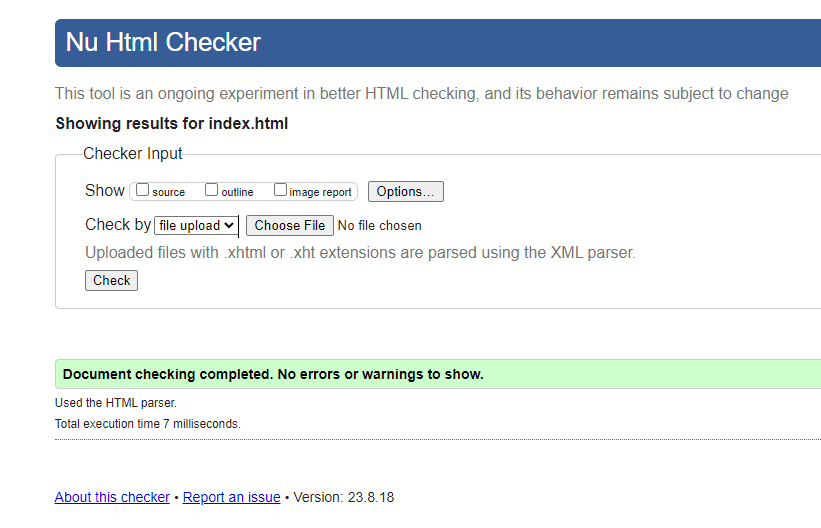 Nu Html Checker
This tool is an ongoing experiment in better HTML checking, and its behavior remains subject to change
Showing results for index.html
Checker Input
Show source outline image report Options...
Check by file upload Choose File No file chosen
Uploaded files with .xhtml or .xht extensions are parsed using the XML parser.
Check
Document checking completed. No errors or warnings to show.
Used the HTML parser.
Total execution time 7 milliseconds.
About this checker • Report an issue • Version: 23.8.18